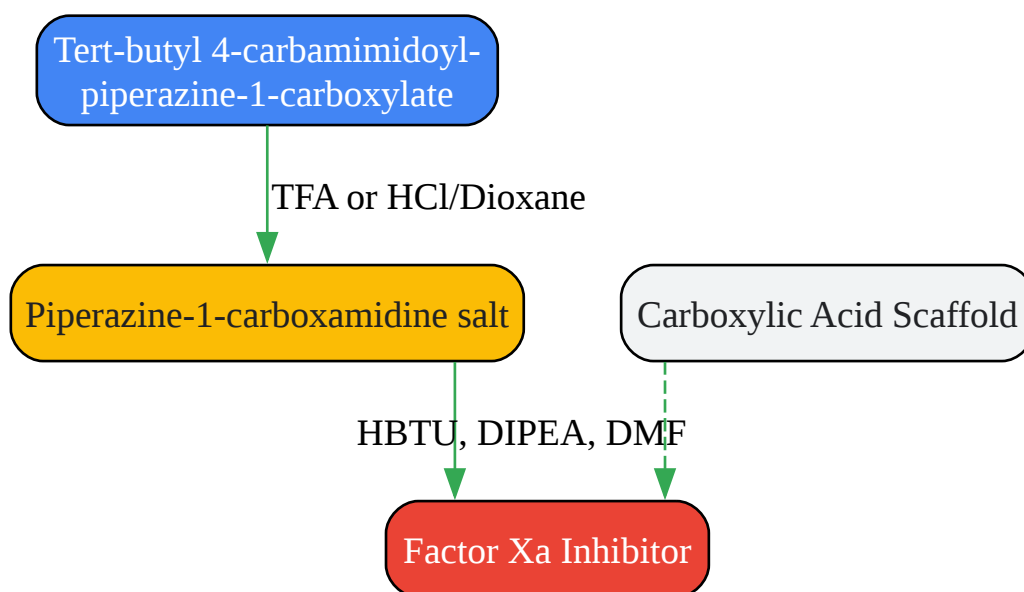 Tert-butyl 4-carbamimidoyl-
piperazine-1-carboxylate
TFA or HCl/Dioxane
Piperazine-1-carboxamidine salt
Carboxylic Acid Scaffold
HBTU, DIPEA, DMF
Factor Xa Inhibitor